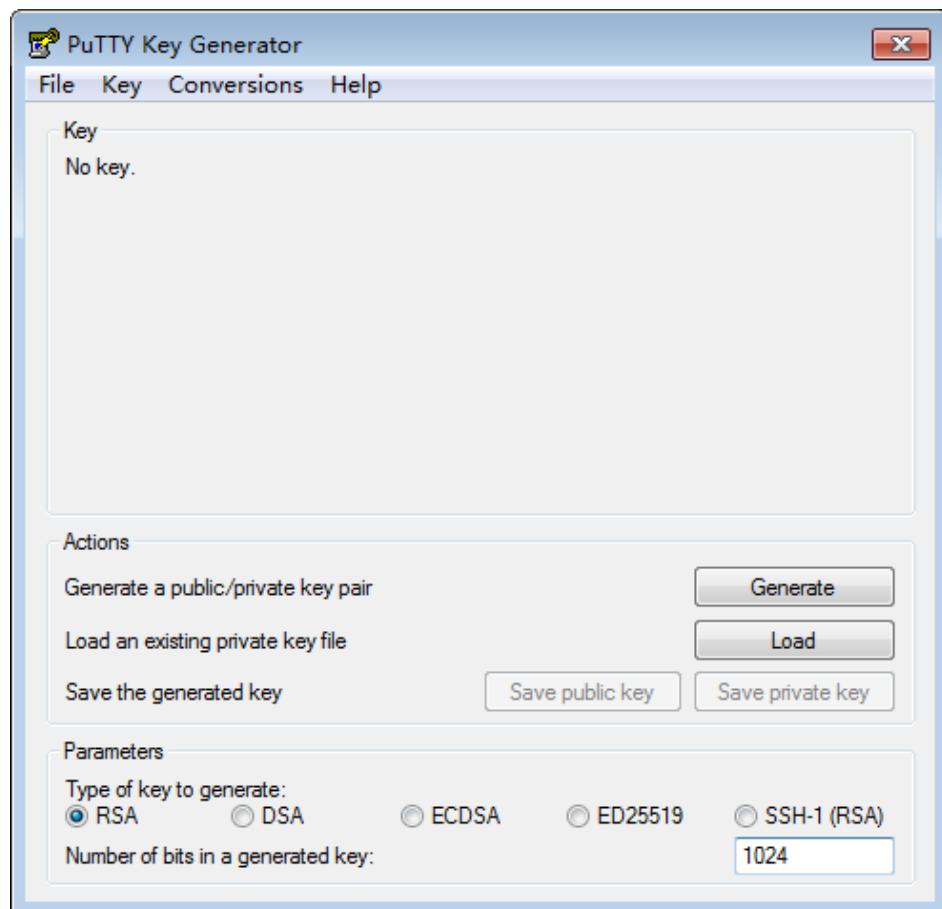 PuTTY Key Generator
File Key Conversions Help
Key
No key.
Actions
Generate a public/private key pair Generate
Load an existing private key file Load
Save the generated key Save public key Save private key
Parameters
Type of key to generate:
RSA DSA ECDSA ED25519 SSH-1 (RSA)
Number of bits in a generated key: 1024